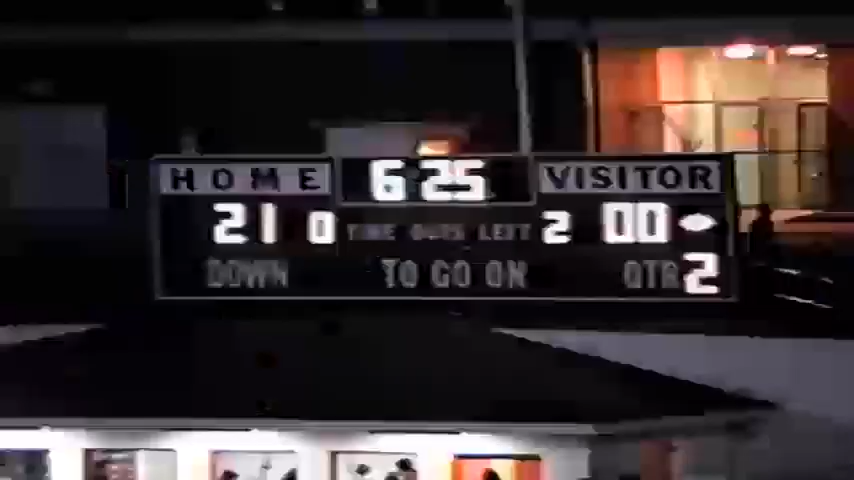 HOME 6:25 VISITOR
21 0 TIME OUTS LEFT 2 00
DOWN TO GO ON QTR 2